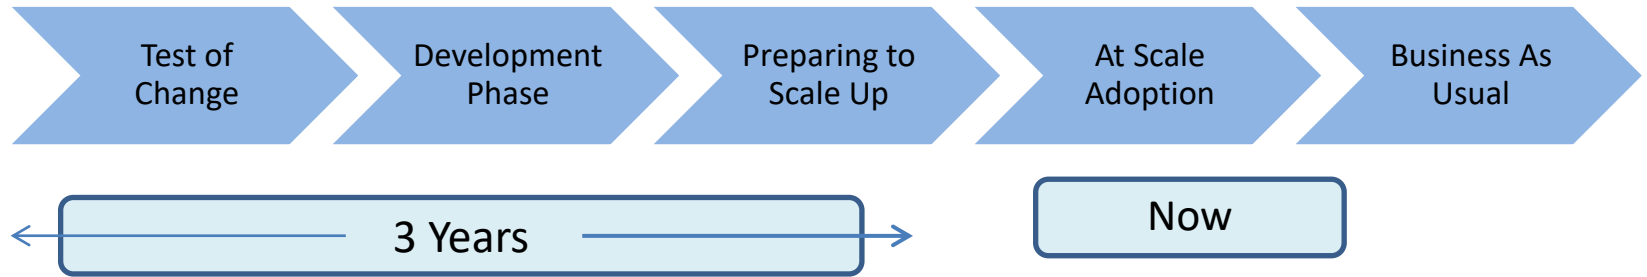 Test of
Change
Development
Phase
Preparing to
Scale Up
At Scale
Adoption
Business As
Usual
3 Years
Now